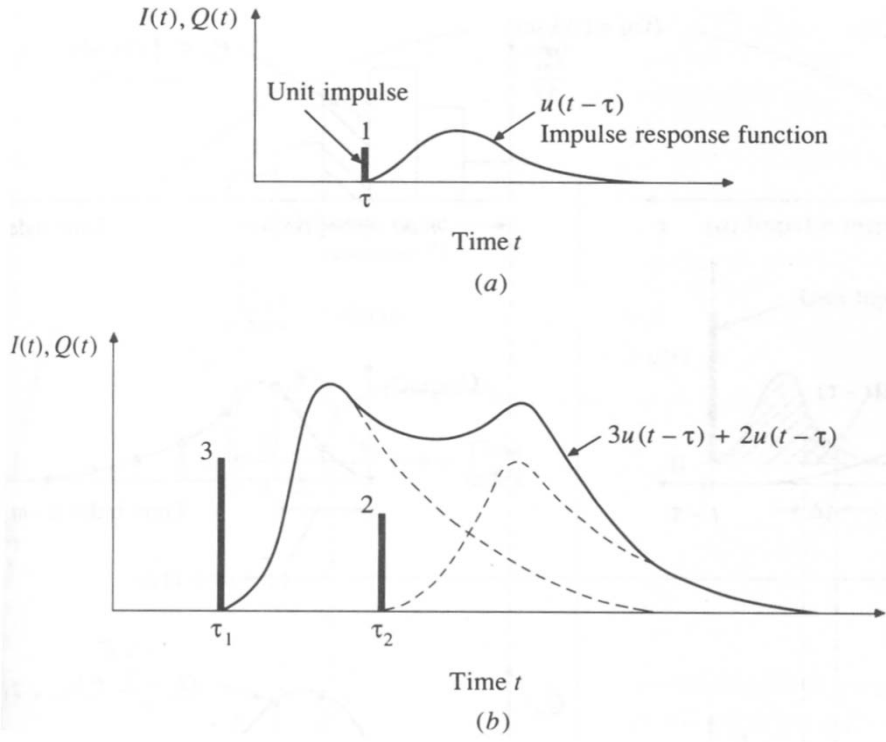 I(t), Q(t)
Unit impulse
1
u(t − τ)
Impulse response function
τ
Time t
(a)
I(t), Q(t)
3
2
3u(t − τ) + 2u(t − τ)
τ₁
τ₂
Time t
(b)